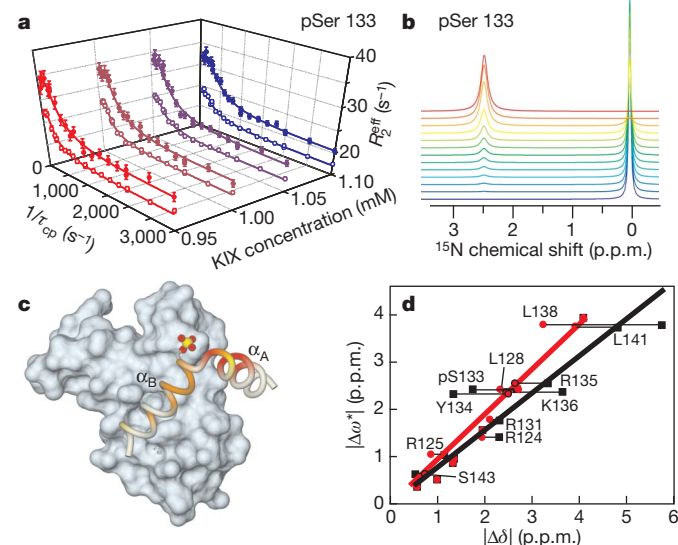 a
pSer 133
40
30
20
R2^eff (s⁻¹)
0
1,000
2,000
3,000
1/τcp (s⁻¹)
0.95
1.00
1.05
1.10
KIX concentration (mM)
b
pSer 133
3 2 1 0
¹⁵N chemical shift (p.p.m.)
c
αA
αB
d
L138
L141
L128
pS133
R135
Y134
K136
R131
R125
R124
S143
4
3
2
1
0
|Δω*| (p.p.m.)
0 1 2 3 4 5 6
|Δδ| (p.p.m.)